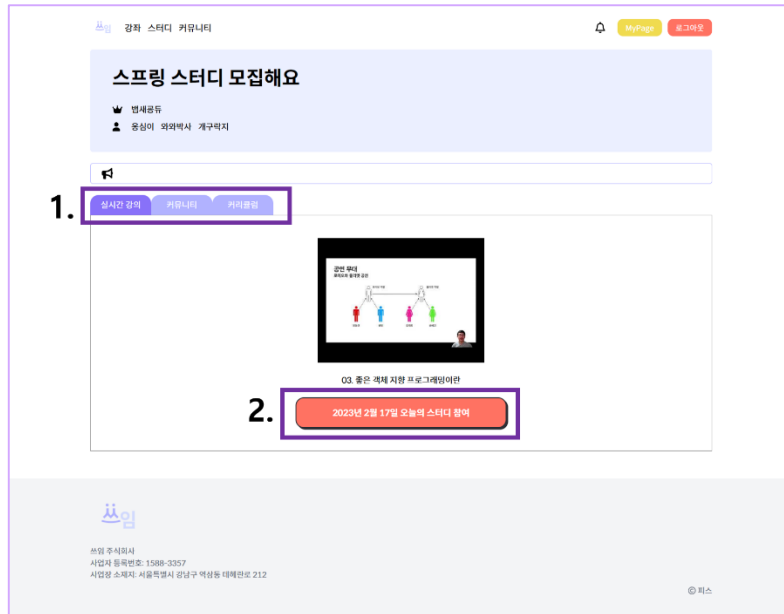 쓰임 강좌 스터디 커뮤니티 MyPage 로그아웃
스프링 스터디 모집해요
뱁새공듀
옹심이 와와박사 개구락지
1. 실시간 강의 커뮤니티 커리큘럼
공연 무대
03. 좋은 객체 지향 프로그래밍이란
2. 2023년 2월 17일 오늘의 스터디 참여
쓰임
쓰임 주식회사
사업자 등록번호: 1588-3357
사업장 소재지: 서울특별시 강남구 역삼동 테헤란로 212
© 피스